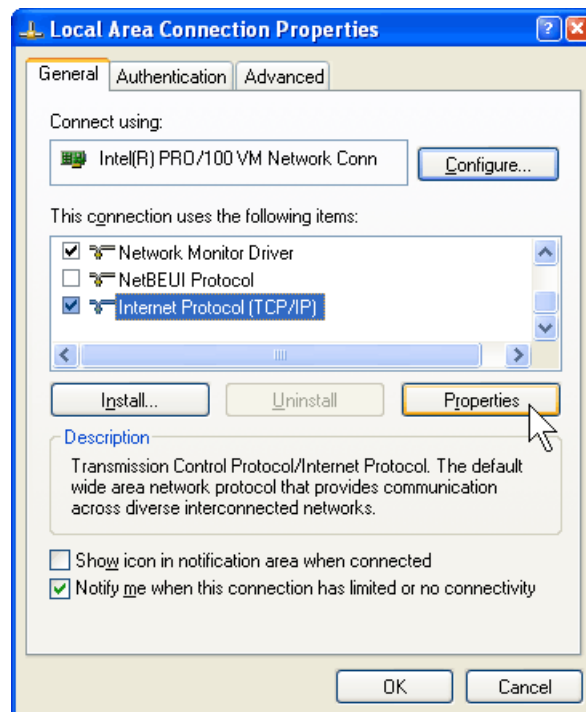 Local Area Connection Properties
General Authentication Advanced
Connect using:
Intel(R) PRO/100 VM Network Conn
Configure...
This connection uses the following items:
Network Monitor Driver
NetBEUI Protocol
Internet Protocol (TCP/IP)
Install... Uninstall Properties
Description
Transmission Control Protocol/Internet Protocol. The default
wide area network protocol that provides communication
across diverse interconnected networks.
Show icon in notification area when connected
Notify me when this connection has limited or no connectivity
OK Cancel